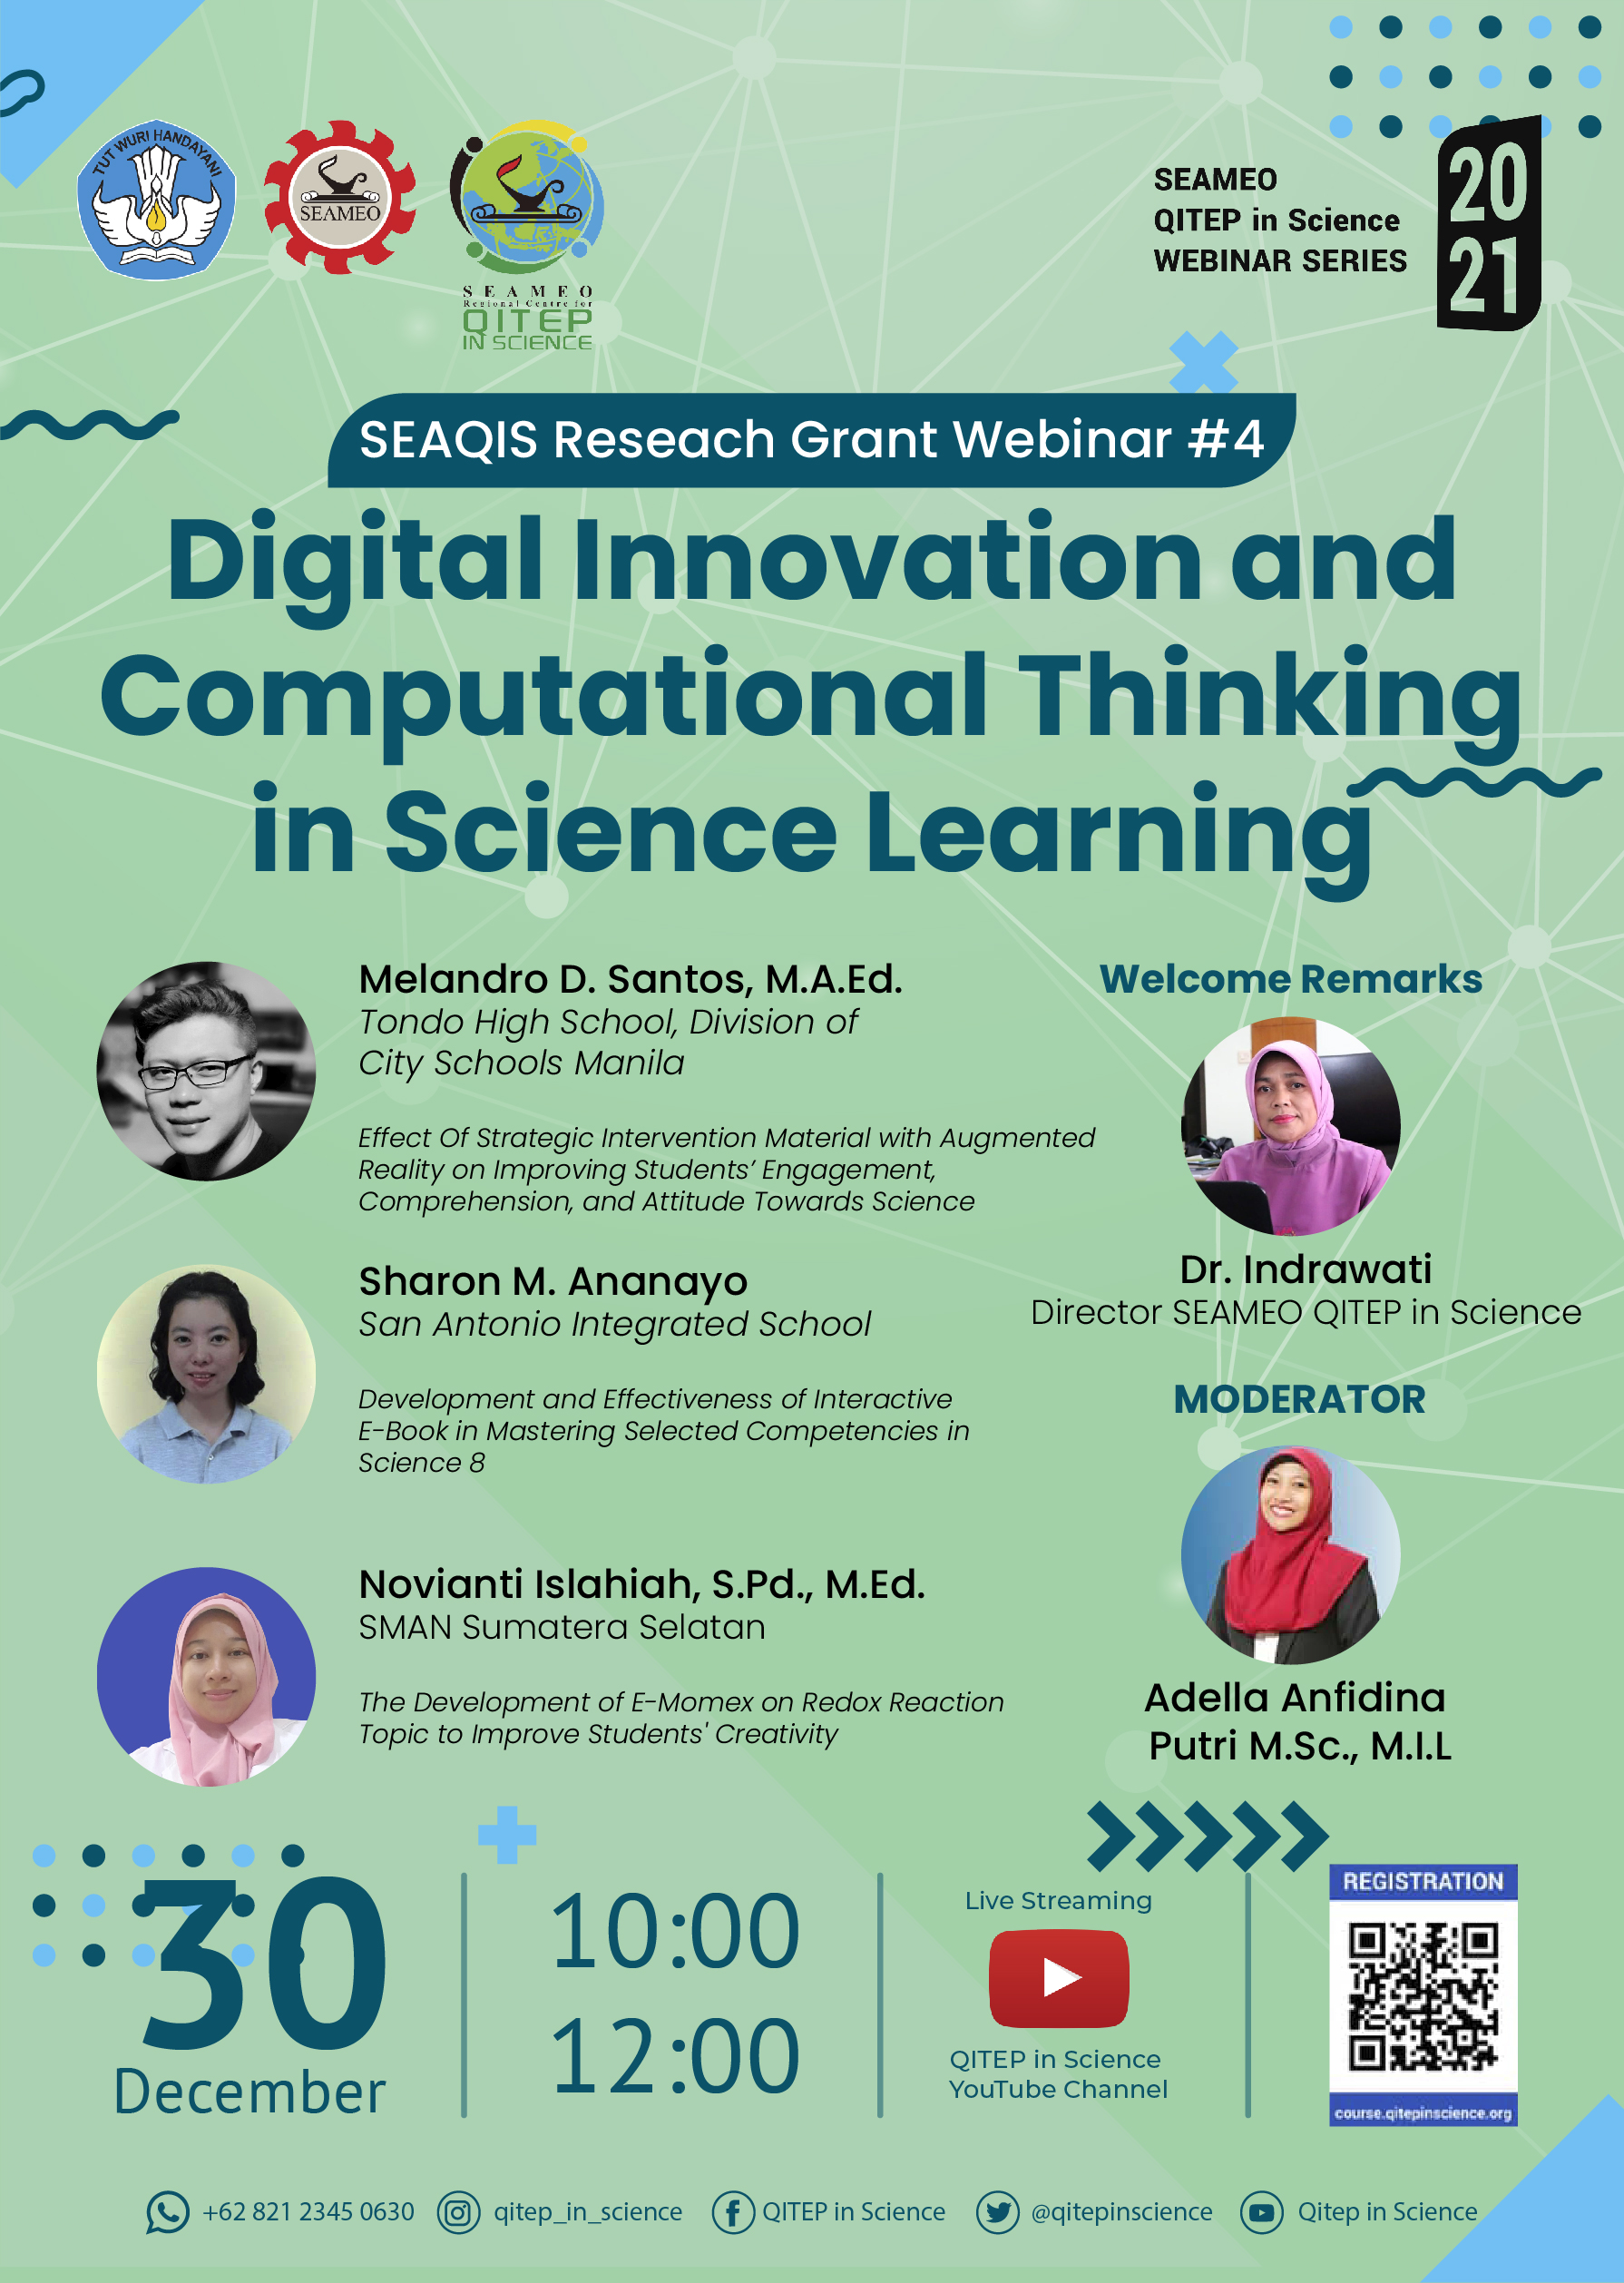 TUT WURI HANDAYANI
SEAMEO
SEAMEO
Regional Centre for
QITEP
IN SCIENCE
SEAMEO
QITEP in Science
WEBINAR SERIES
20
21
SEAQIS Reseach Grant Webinar #4
Digital Innovation and
Computational Thinking
in Science Learning
Melandro D. Santos, M.A.Ed.
Tondo High School, Division of
City Schools Manila
Effect Of Strategic Intervention Material with Augmented
Reality on Improving Students‘ Engagement,
Comprehension, and Attitude Towards Science
Sharon M. Ananayo
San Antonio Integrated School
Development and Effectiveness of Interactive
E-Book in Mastering Selected Competencies in
Science 8
Novianti Islahiah, S.Pd., M.Ed.
SMAN Sumatera Selatan
The Development of E-Momex on Redox Reaction
Topic to Improve Students' Creativity
Welcome Remarks
Dr. Indrawati
Director SEAMEO QITEP in Science
MODERATOR
Adella Anfidina
Putri M.Sc., M.I.L
30
December
10:00
12:00
Live Streaming
QITEP in Science
YouTube Channel
REGISTRATION
course.qitepinscience.org
+62 821 2345 0630
qitep_in_science
QITEP in Science
@qitepinscience
Qitep in Science